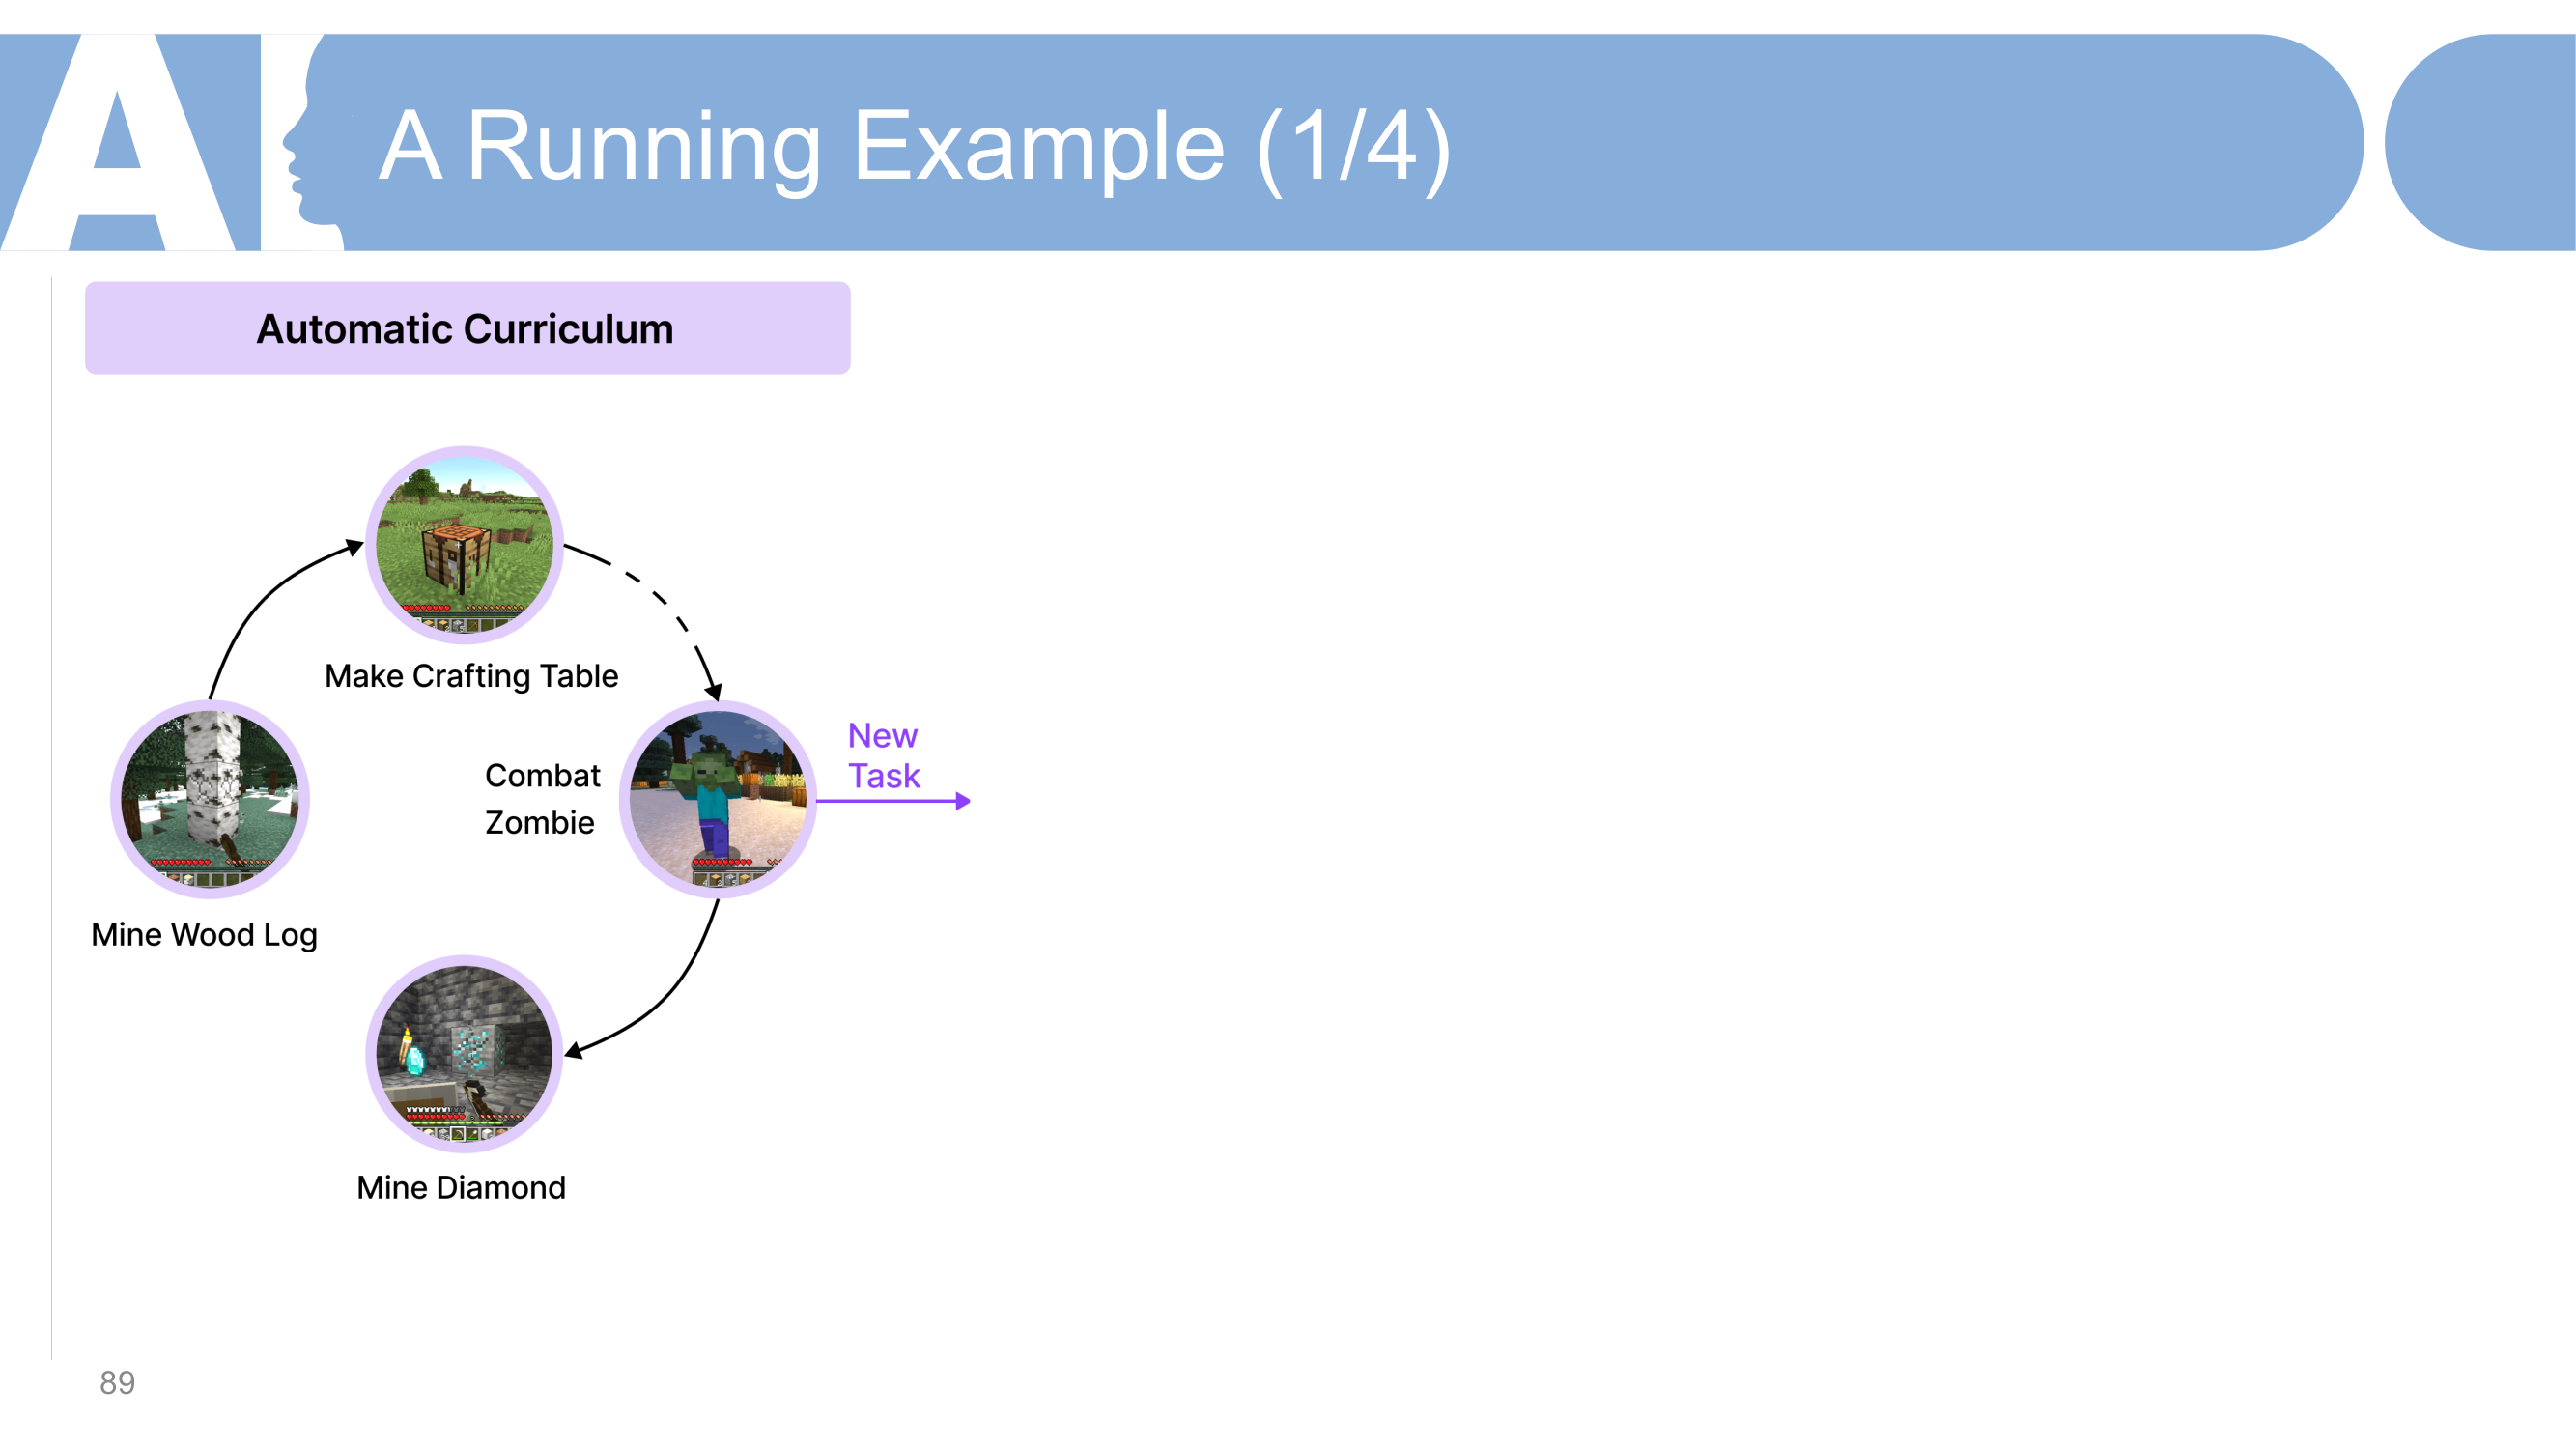 AI
A Running Example (1/4)
Automatic Curriculum
Make Crafting Table
New
Task
Combat
Zombie
Mine Wood Log
Mine Diamond
89